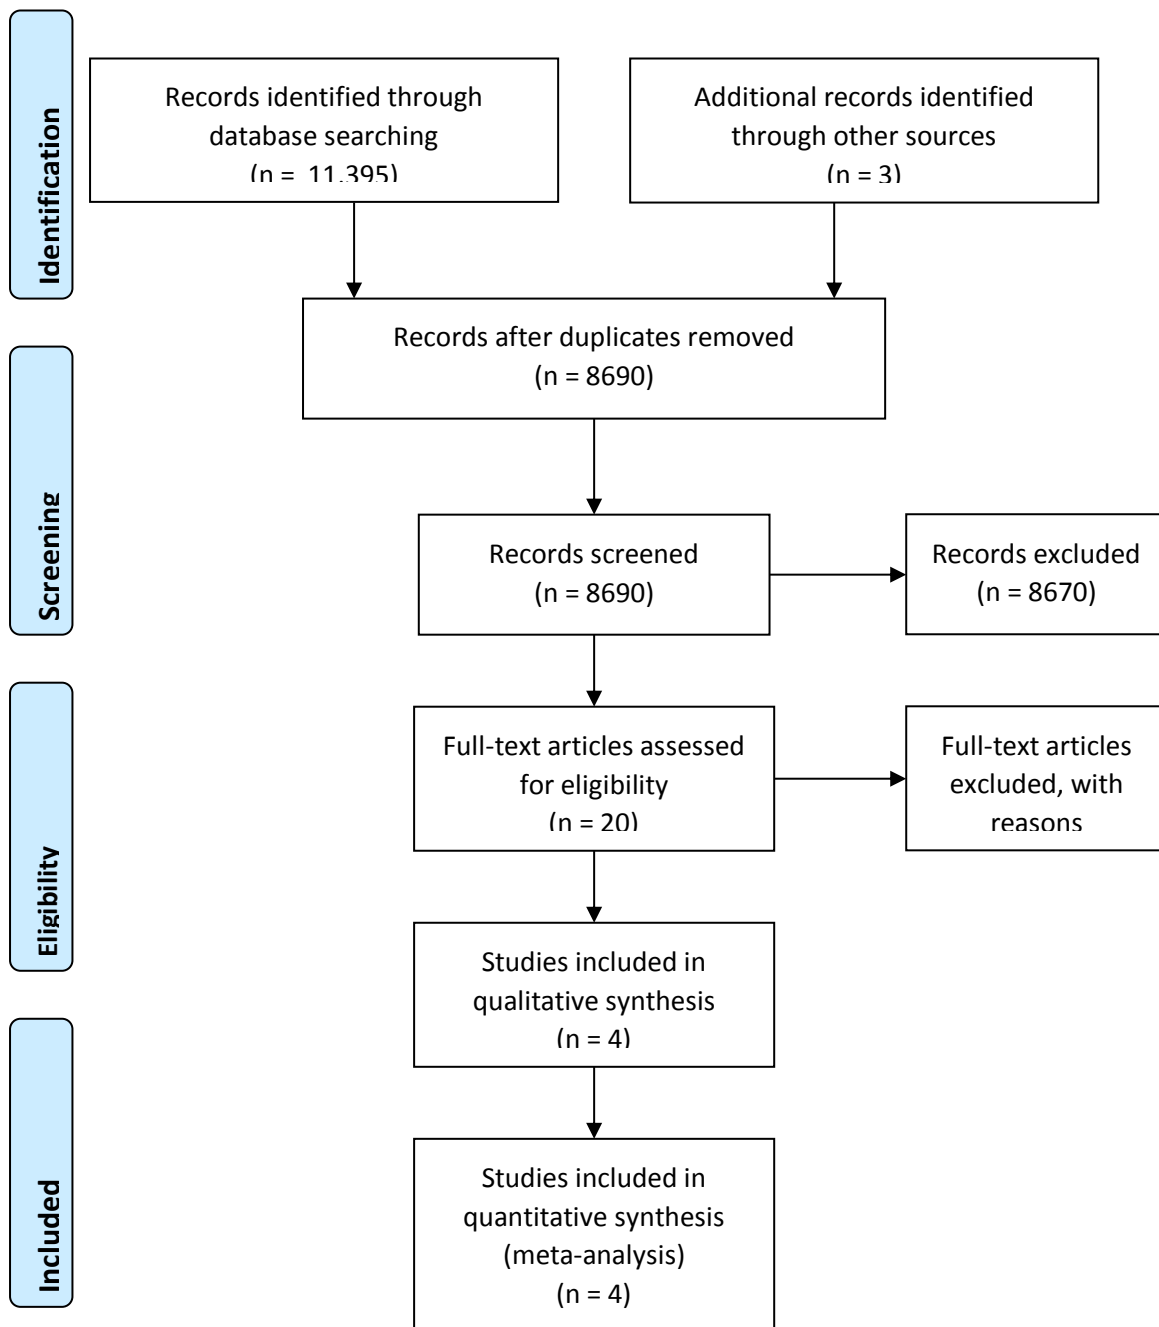 Identification
Records identified through
database searching
(n = 11.395)
Additional records identified
through other sources
(n = 3)
Records after duplicates removed
(n = 8690)
Screening
Records screened
(n = 8690)
Records excluded
(n = 8670)
Eligibility
Full-text articles assessed
for eligibility
(n = 20)
Full-text articles
excluded, with
reasons
Studies included in
qualitative synthesis
(n = 4)
Included
Studies included in
quantitative synthesis
(meta-analysis)
(n = 4)